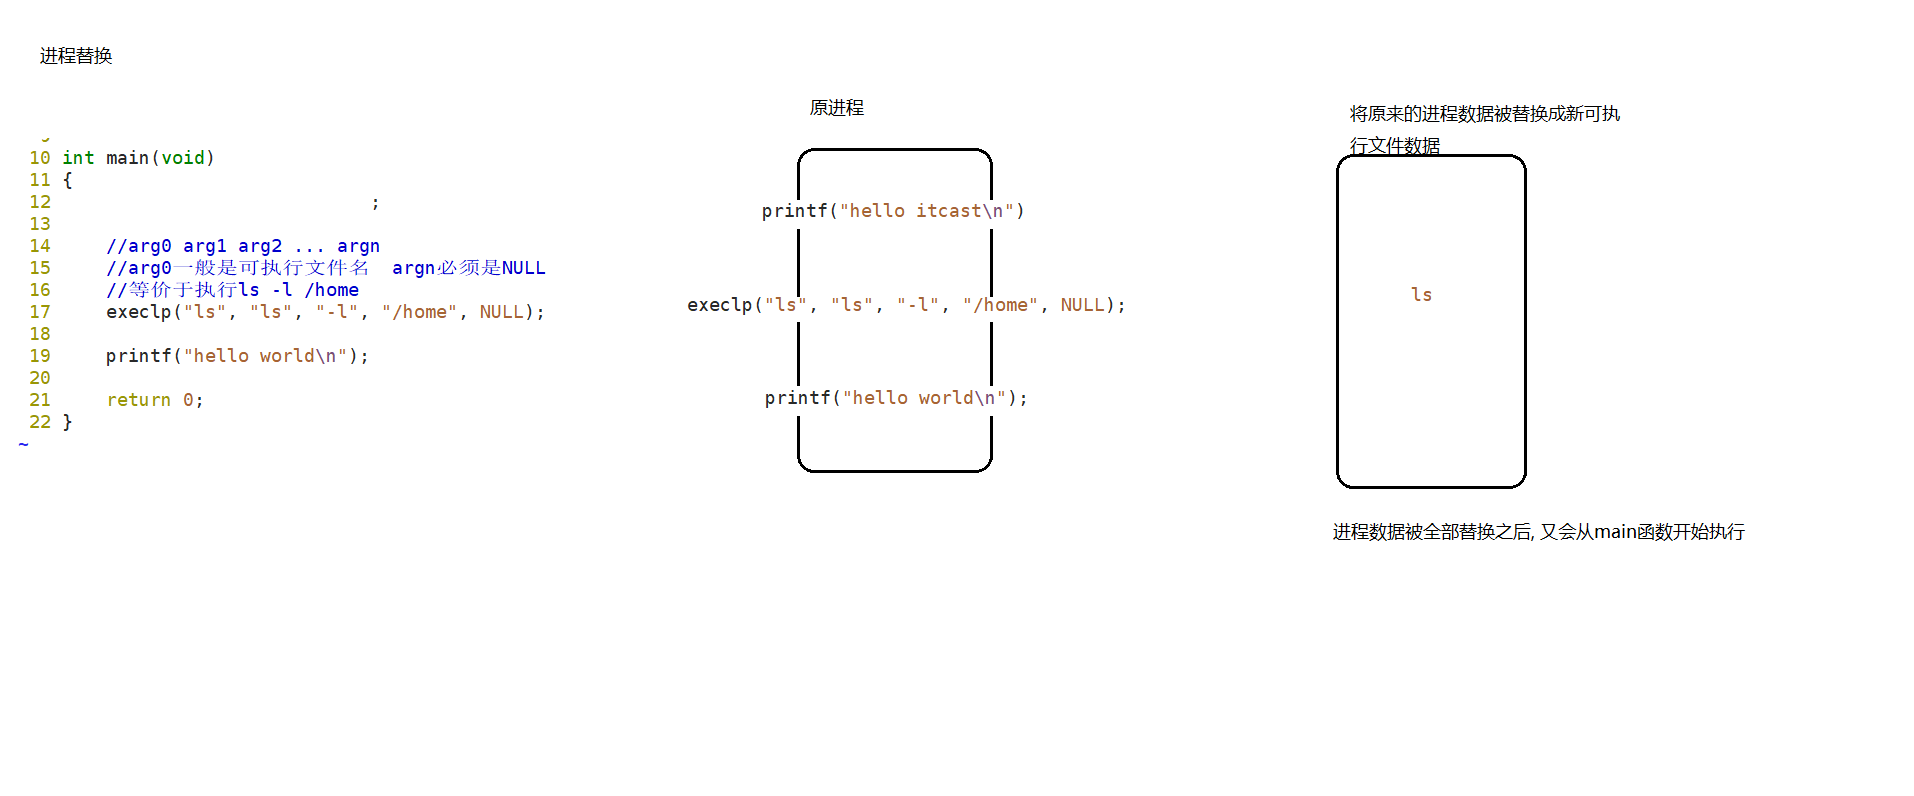 进程替换
10 int main(void)
11 {
12 ;
13
14 //arg0 arg1 arg2 ... argn
15 //arg0一般是可执行文件名 argn必须是NULL
16 //等价于执行ls -l /home
17 execlp("ls", "ls", "-l", "/home", NULL);
18
19 printf("hello world\n");
20
21 return 0;
22 }
~
原进程
printf("hello itcast\n")
execlp("ls", "ls", "-l", "/home", NULL);
printf("hello world\n");
将原来的进程数据被替换成新可执
行文件数据
ls
进程数据被全部替换之后, 又会从main函数开始执行